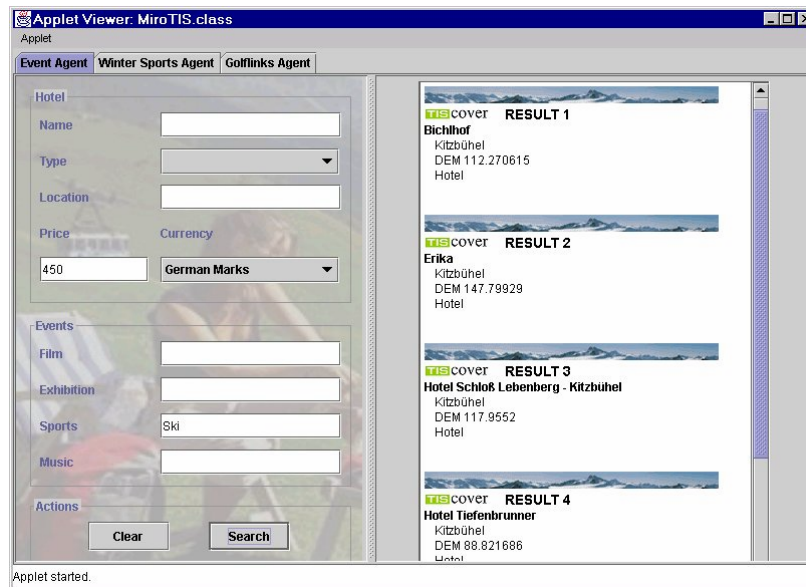 Applet Viewer: MiroTIS.class
Applet
Event Agent Winter Sports Agent Golflinks Agent
Hotel
Name
Type
Location
Price Currency
450 German Marks
Events
Film
Exhibition
Sports Ski
Music
Actions
Clear Search
TIScover RESULT 1
Bichlhof
Kitzbühel
DEM 112.270615
Hotel
TIScover RESULT 2
Erika
Kitzbühel
DEM 147.79929
Hotel
TIScover RESULT 3
Hotel Schloß Lebenberg - Kitzbühel
Kitzbühel
DEM 117.9552
Hotel
TIScover RESULT 4
Hotel Tiefenbrunner
Kitzbühel
DEM 88.821686
Hotel
Applet started.